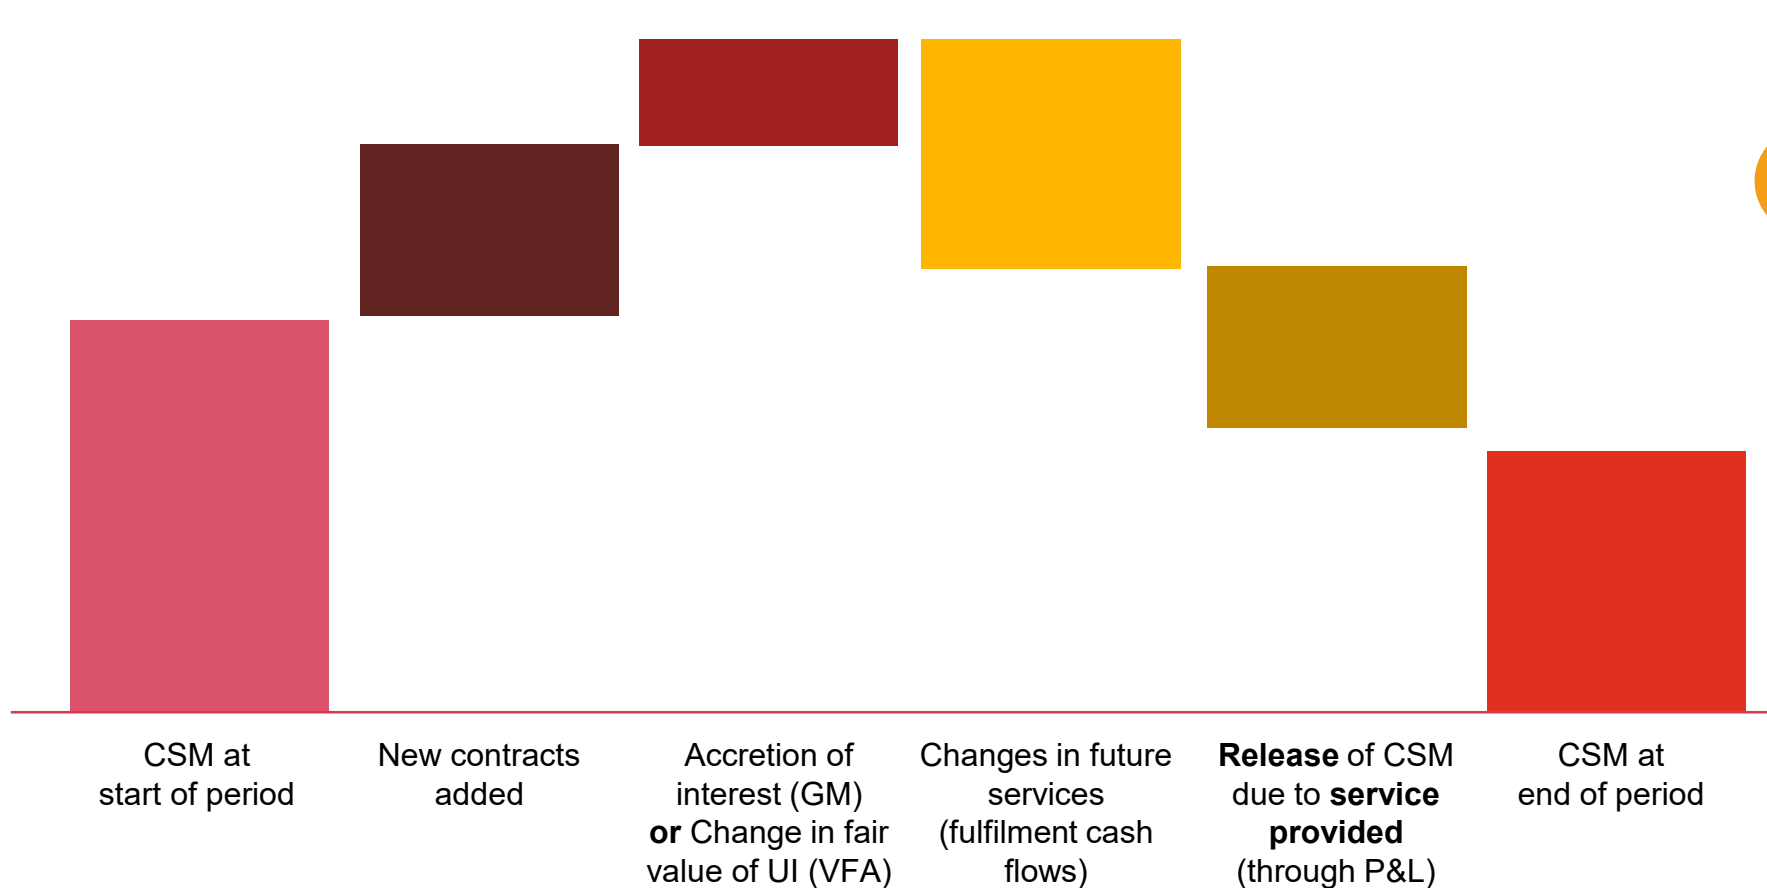 CSM at
start of period
New contracts
added
Accretion of
interest (GM)
or Change in fair
value of UI (VFA)
Changes in future
services
(fulfilment cash
flows)
Release of CSM
due to service
provided
(through P&L)
CSM at
end of period